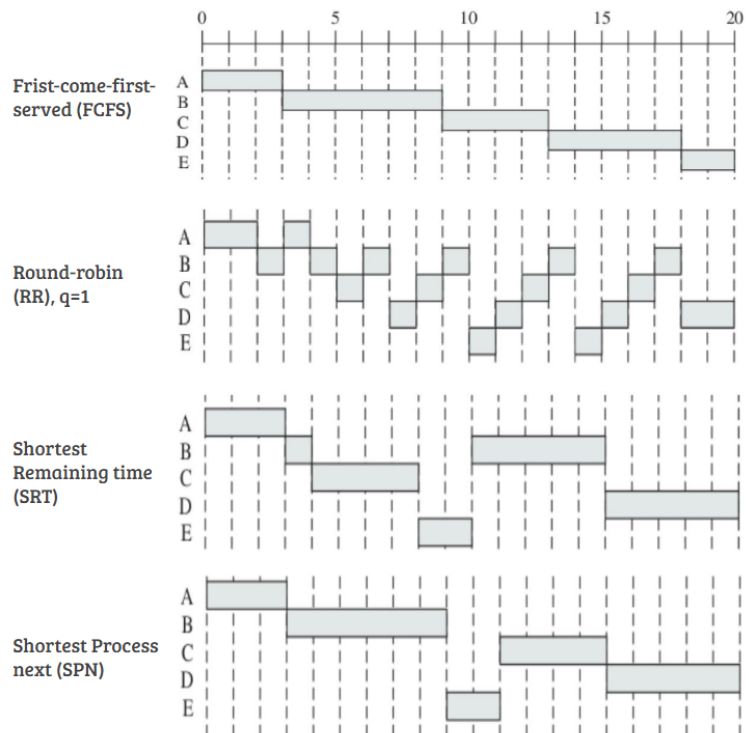 0 5 10 15 20
Frist-come-first-
served (FCFS)
A
B
C
D
E
Round-robin
(RR), q=1
A
B
C
D
E
Shortest
Remaining time
(SRT)
A
B
C
D
E
Shortest Process
next (SPN)
A
B
C
D
E